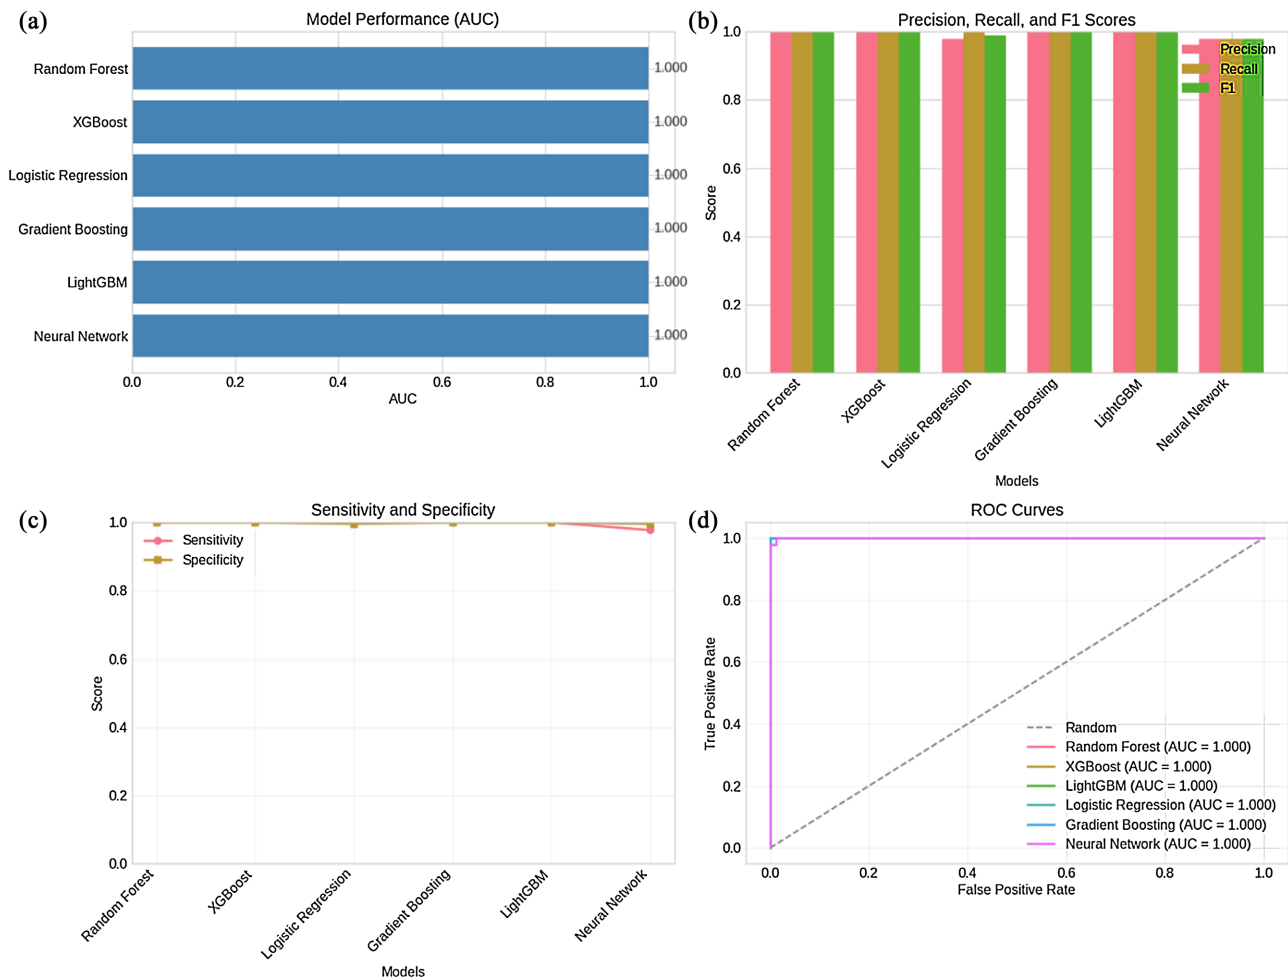 (a)
Model Performance (AUC)
Random Forest
1.000
XGBoost
1.000
Logistic Regression
1.000
Gradient Boosting
1.000
LightGBM
1.000
Neural Network
1.000
0.0 0.2 0.4 0.6 0.8 1.0
AUC
(b)
Precision, Recall, and F1 Scores
1.0
0.8
0.6
0.4
0.2
0.0
Score
Precision
Recall
F1
Random Forest
XGBoost
Logistic Regression
Gradient Boosting
LightGBM
Neural Network
Models
(c)
Sensitivity and Specificity
1.0
0.8
0.6
0.4
0.2
0.0
Score
Sensitivity
Specificity
Random Forest
XGBoost
Logistic Regression
Gradient Boosting
LightGBM
Neural Network
Models
(d)
ROC Curves
1.0
0.8
0.6
0.4
0.2
0.0
True Positive Rate
Random
Random Forest (AUC = 1.000)
XGBoost (AUC = 1.000)
LightGBM (AUC = 1.000)
Logistic Regression (AUC = 1.000)
Gradient Boosting (AUC = 1.000)
Neural Network (AUC = 1.000)
0.0 0.2 0.4 0.6 0.8 1.0
False Positive Rate